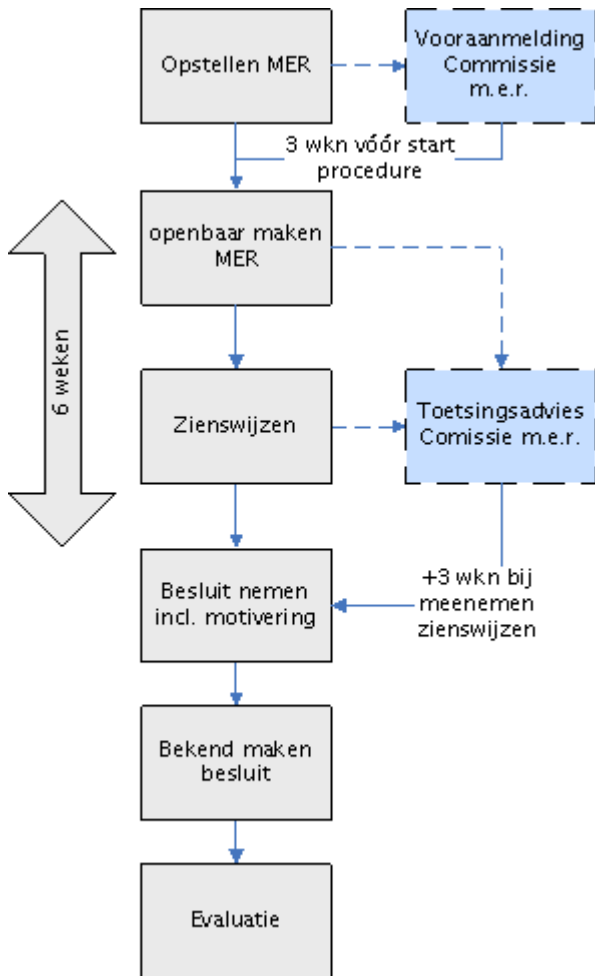 Opstellen MER
Vooraanmelding
Commissie
m.e.r.
3 wkn vóór start
procedure
openbaar maken
MER
6 weken
Zienswijzen
Toetsingsadvies
Comissie m.e.r.
Besluit nemen
incl. motivering
+3 wkn bij
meenemen
zienswijzen
Bekend maken
besluit
Evaluatie